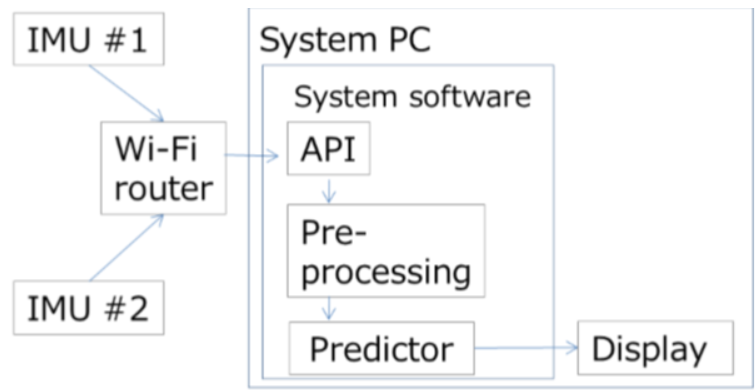 IMU #1
System PC
System software
Wi-Fi
router
API
Pre-
processing
IMU #2
Predictor
Display